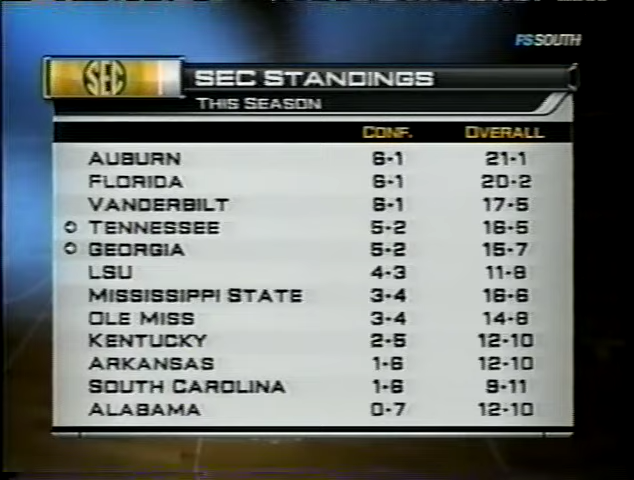 FSSOUTH
SEC SEC STANDINGS
THIS SEASON
CONF. OVERALL
AUBURN 6-1 21-1
FLORIDA 6-1 20-2
VANDERBILT 6-1 17-5
TENNESSEE 5-2 16-5
GEORGIA 5-2 15-7
LSU 4-3 11-8
MISSISSIPPI STATE 3-4 16-6
OLE MISS 3-4 14-8
KENTUCKY 2-5 12-10
ARKANSAS 1-6 12-10
SOUTH CAROLINA 1-6 9-11
ALABAMA 0-7 12-10